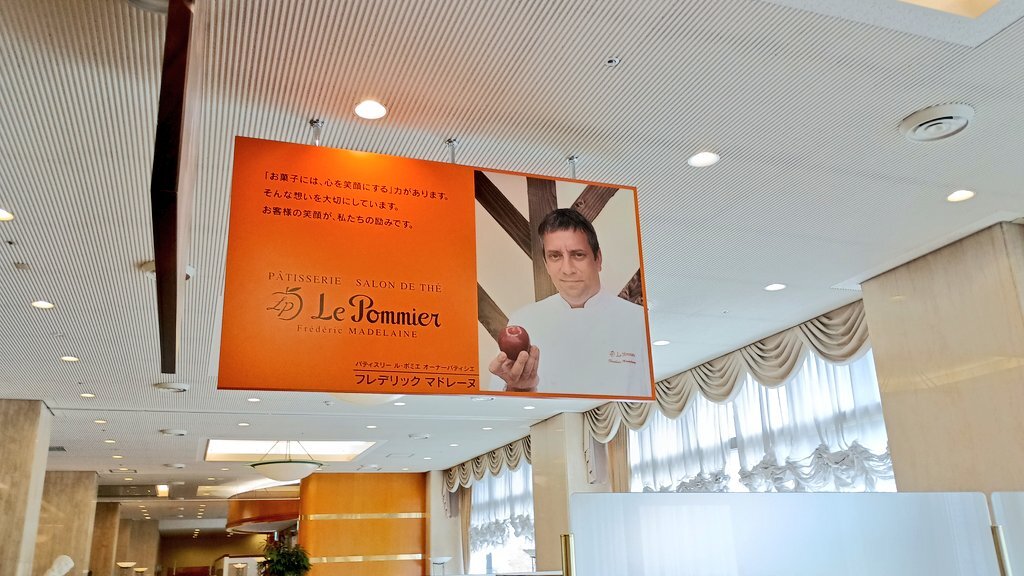 「お菓子には、心を笑顔にする」力があります。
そんな想いを大切にしています。
お客様の笑顔が、私たちの励みです。
PÂTISSERIE SALON DE THÉ
LP Le Pommier
Frédéric MADELAINE
パティスリー ル・ポミエ オーナーパティシエ
フレデリック マドレーヌ
Le Pommier